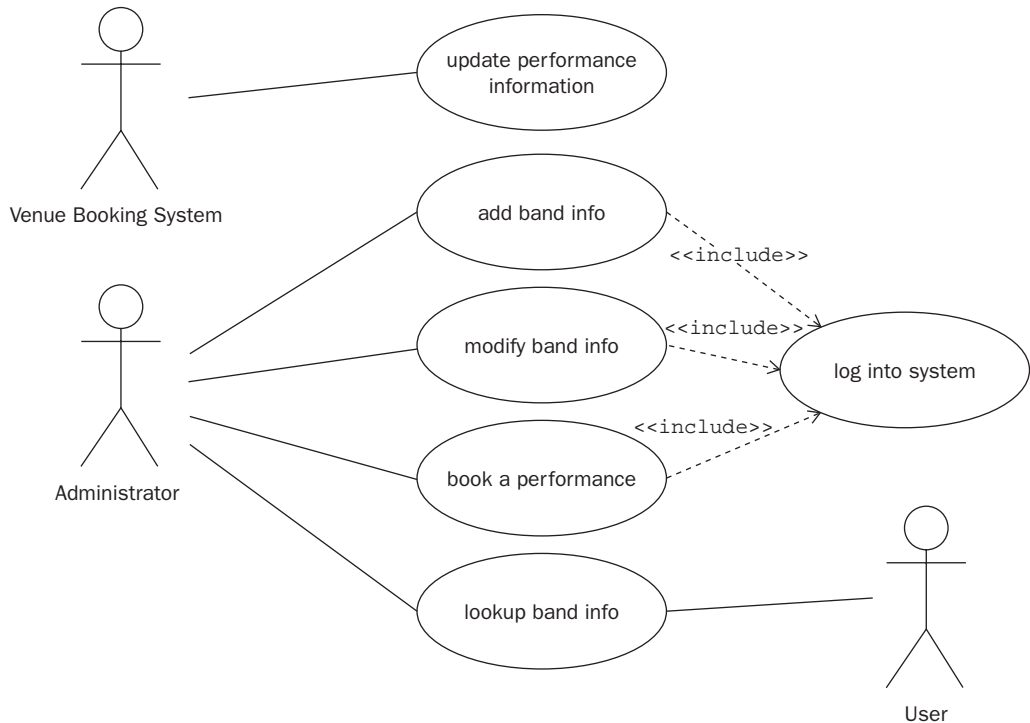 update performance
information
Venue Booking System
add band info
<<include>>
modify band info
<<include>>
log into system
<<include>>
book a performance
Administrator
lookup band info
User